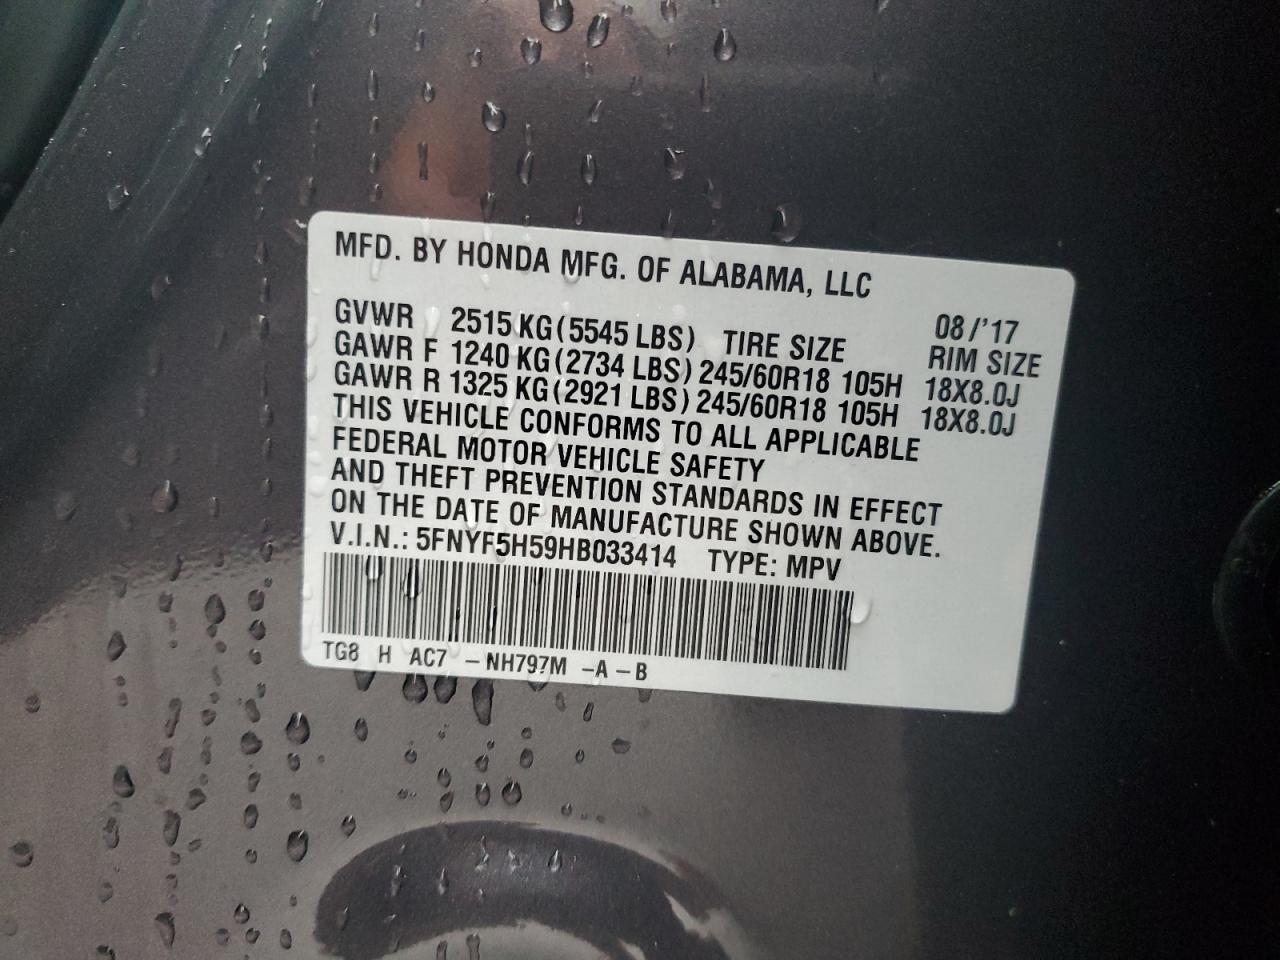 MFD. BY HONDA MFG. OF ALABAMA, LLC
08/'17
GVWR 2515 KG (5545 LBS) TIRE SIZE RIM SIZE
GAWR F 1240 KG (2734 LBS) 245/60R18 105H 18X8.0J
GAWR R 1325 KG (2921 LBS) 245/60R18 105H 18X8.0J
THIS VEHICLE CONFORMS TO ALL APPLICABLE
FEDERAL MOTOR VEHICLE SAFETY
AND THEFT PREVENTION STANDARDS IN EFFECT
ON THE DATE OF MANUFACTURE SHOWN ABOVE.
V.I.N.: 5FNYF5H59HB033414 TYPE: MPV
TG8 H AC7 -NH797M -A-B